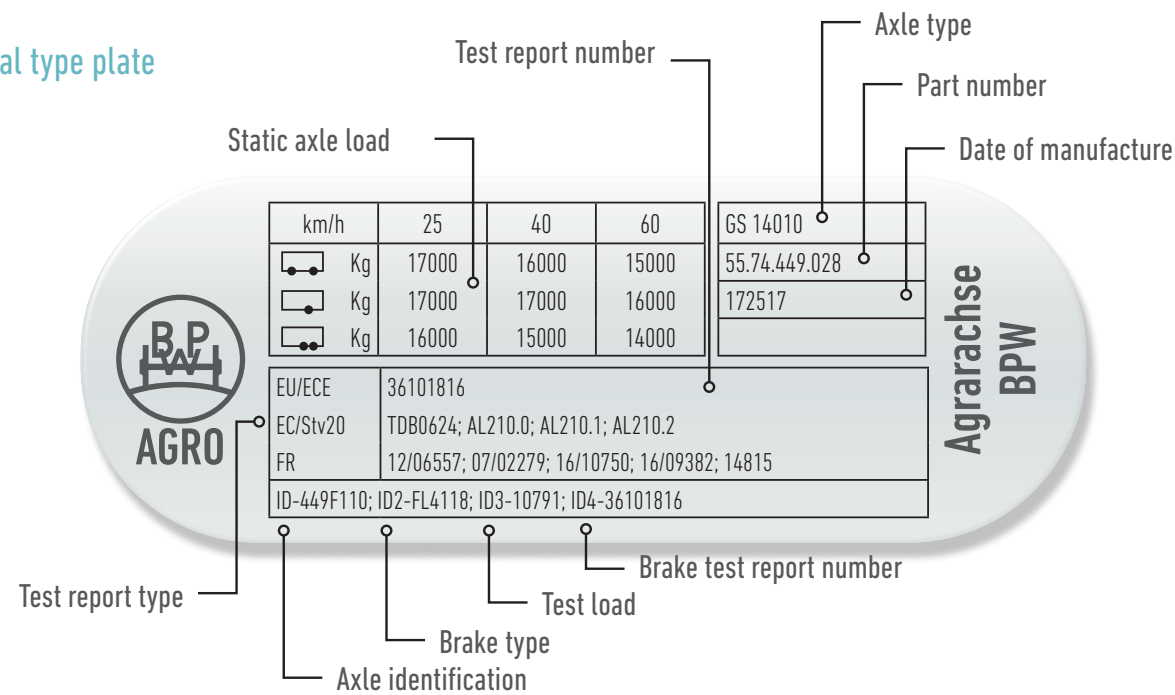 al type plate
Test report number
Axle type
Part number
Static axle load
Date of manufacture
km/h 25 40 60
Kg 17000 16000 15000
Kg 17000 17000 16000
Kg 16000 15000 14000
GS 14010
55.74.449.028
172517
BPW
AGRO
EU/ECE 36101816
EC/Stv20 TDB0624; AL210.0; AL210.1; AL210.2
FR 12/06557; 07/02279; 16/10750; 16/09382; 14815
ID-449F110; ID2-FL4118; ID3-10791; ID4-36101816
Agrarachse
BPW
Brake test report number
Test report type
Test load
Brake type
Axle identification